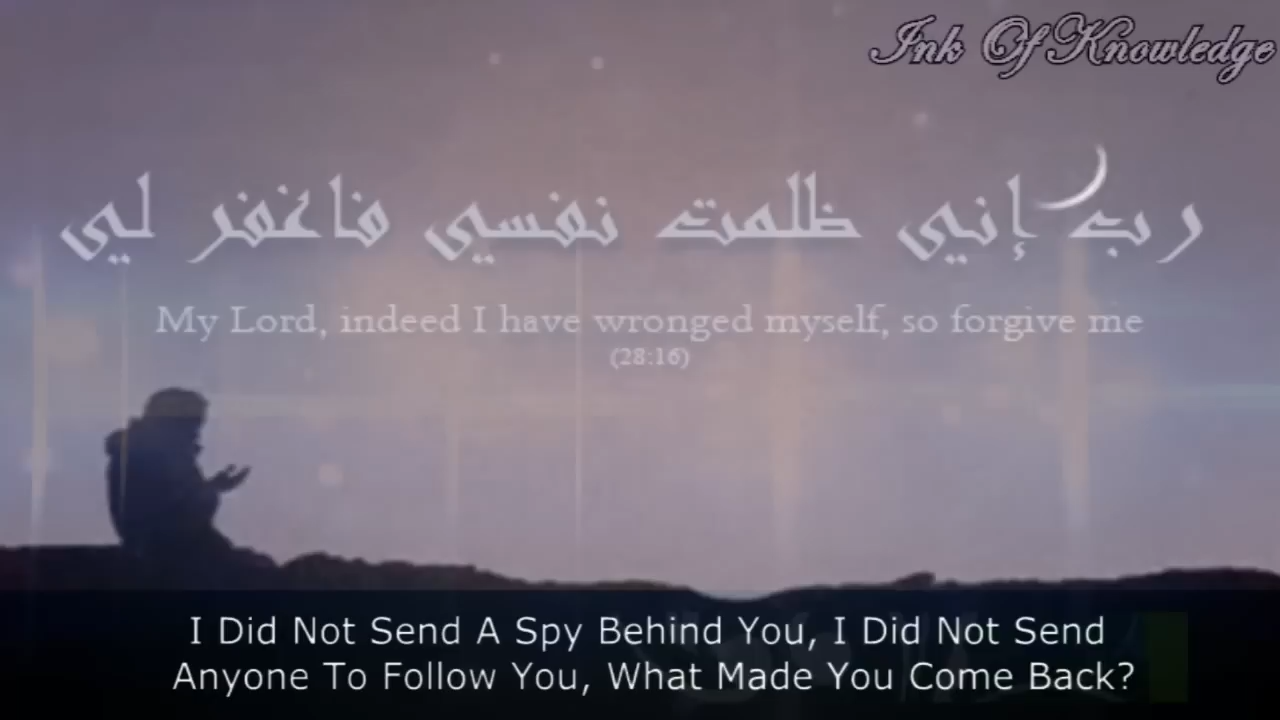 Ink Of Knowledge
رب إني ظلمت نفسي فاغفر لي
My Lord, indeed I have wronged myself, so forgive me
(28:16)
I Did Not Send A Spy Behind You, I Did Not Send
Anyone To Follow You, What Made You Come Back?